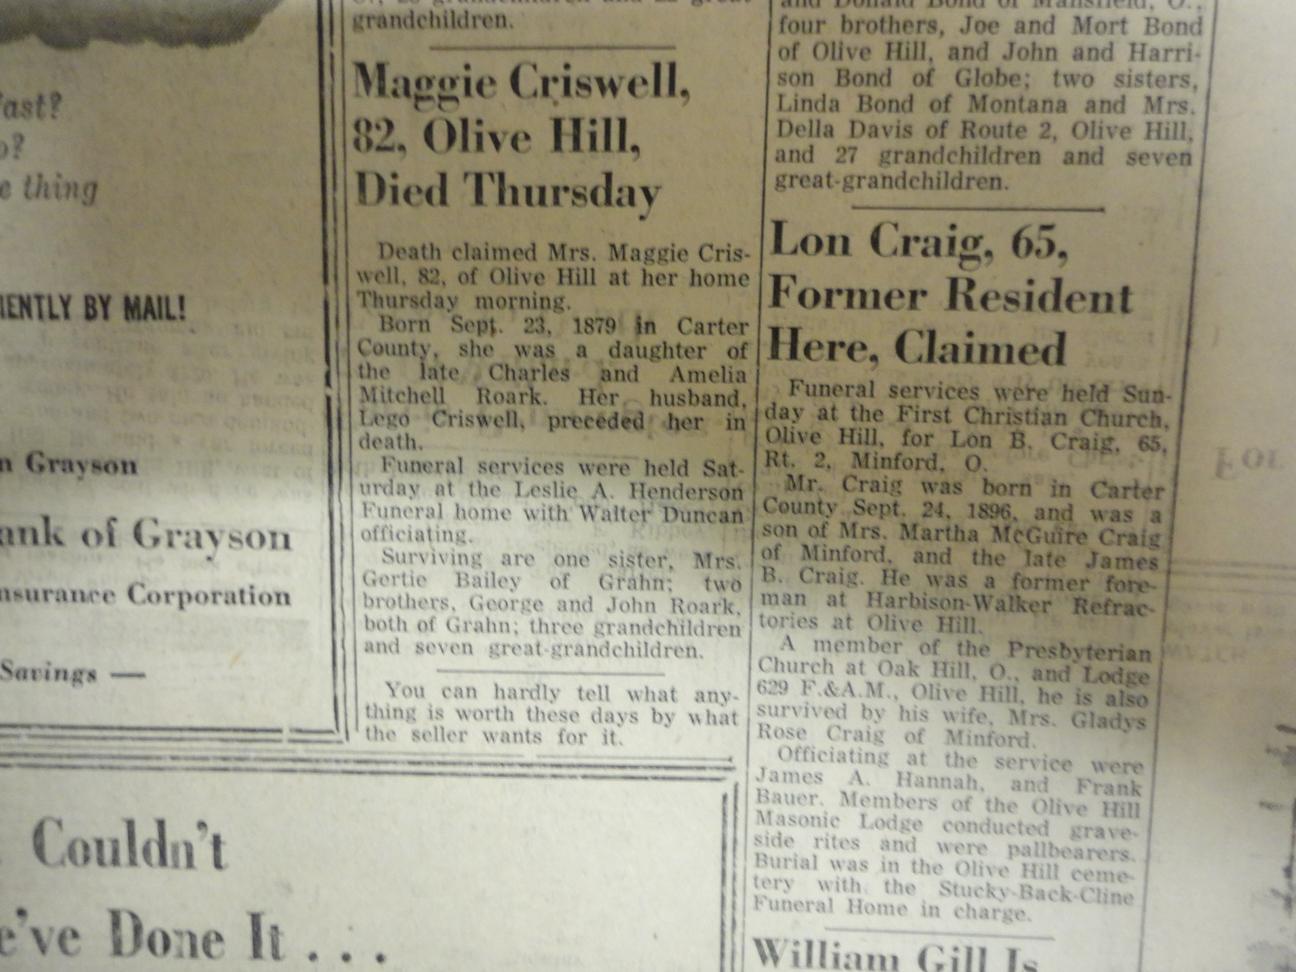 ast?
o?
e thing
IENTLY BY MAIL!
n Grayson
ank of Grayson
nsurance Corporation
Savings —
Couldn't
e've Done It . . .
grandchildren.
Maggie Criswell,
82, Olive Hill,
Died Thursday
Death claimed Mrs. Maggie Cris-
well, 82, of Olive Hill at her home
Thursday morning.
Born Sept. 23, 1879 in Carter
County, she was a daughter of
the late Charles and Amelia
Mitchell Roark. Her husband,
Lego Criswell, preceded her in
death.
Funeral services were held Sat-
urday at the Leslie A. Henderson
Funeral home with Walter Duncan
officiating.
Surviving are one sister, Mrs.
Gertie Bailey of Grahn; two
brothers, George and John Roark,
both of Grahn; three grandchildren
and seven great-grandchildren.
You can hardly tell what any-
thing is worth these days by what
the seller wants for it.
and Donald Bond of Mansfield, O.,
four brothers, Joe and Mort Bond
of Olive Hill, and John and Harri-
son Bond of Globe; two sisters,
Linda Bond of Montana and Mrs.
Della Davis of Route 2, Olive Hill,
and 27 grandchildren and seven
great-grandchildren.
Lon Craig, 65,
Former Resident
Here, Claimed
Funeral services were held Sun-
day at the First Christian Church,
Olive Hill, for Lon B. Craig, 65,
Rt. 2, Minford, O.
Mr. Craig was born in Carter
County Sept. 24, 1896, and was a
son of Mrs. Martha McGuire Craig
of Minford, and the late James
B. Craig. He was a former fore-
man at Harbison-Walker Refrac-
tories at Olive Hill.
A member of the Presbyterian
Church at Oak Hill, O., and Lodge
629 F.&A.M., Olive Hill, he is also
survived by his wife, Mrs. Gladys
Rose Craig of Minford.
Officiating at the service were
James A. Hannah, and Frank
Bauer. Members of the Olive Hill
Masonic Lodge conducted grave-
side rites and were pallbearers.
Burial was in the Olive Hill ceme-
tery with the Stucky-Back-Cline
Funeral Home in charge.
William Gill Is